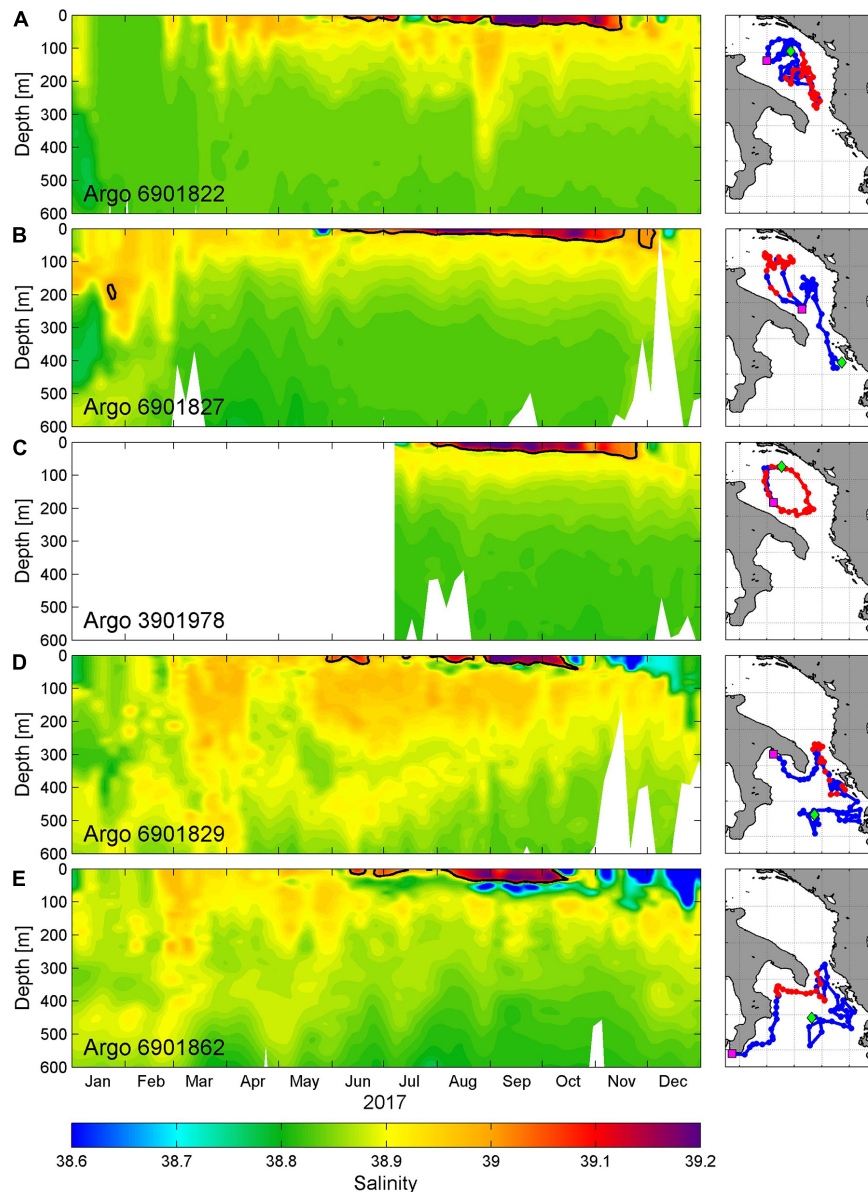 A
0
100
200
300
400
500
600
Depth [m]
Argo 6901822
B
0
100
200
300
400
500
600
Depth [m]
Argo 6901827
C
0
100
200
300
400
500
600
Depth [m]
Argo 3901978
D
0
100
200
300
400
500
600
Depth [m]
Argo 6901829
E
0
100
200
300
400
500
600
Depth [m]
Argo 6901862
Jan Feb Mar Apr May Jun Jul Aug Sep Oct Nov Dec
2017
38.6 38.7 38.8 38.9 39 39.1 39.2
Salinity